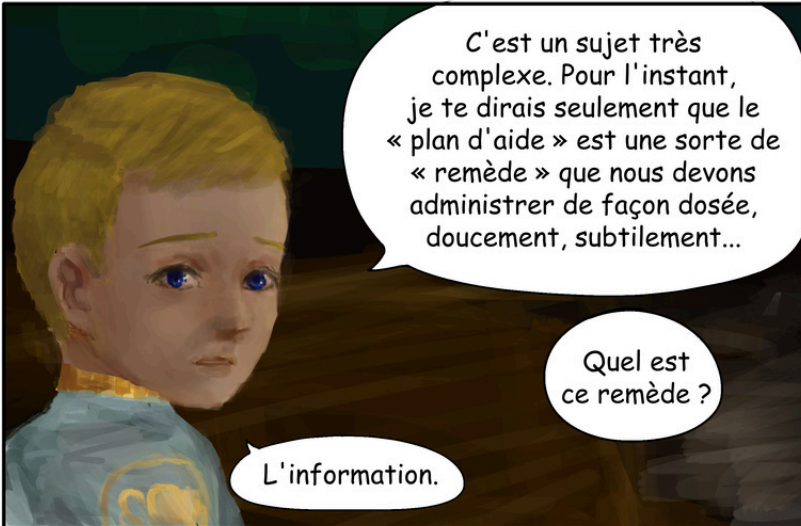 C'est un sujet très
complexe. Pour l'instant,
je te dirais seulement que le
« plan d'aide » est une sorte de
« remède » que nous devons
administrer de façon dosée,
doucement, subtilement...
Quel est
ce remède ?
L'information.